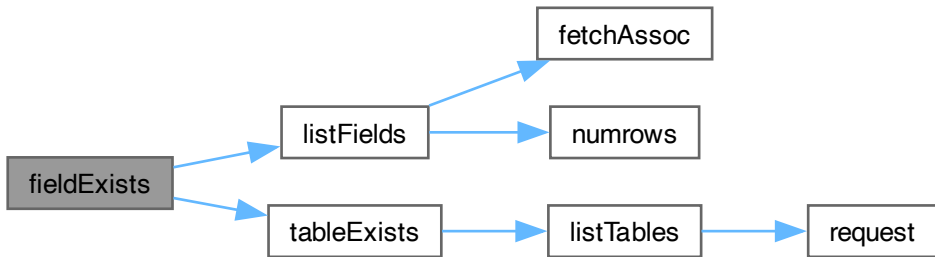 fetchAssoc
listFields
numrows
fieldExists
tableExists
listTables
request